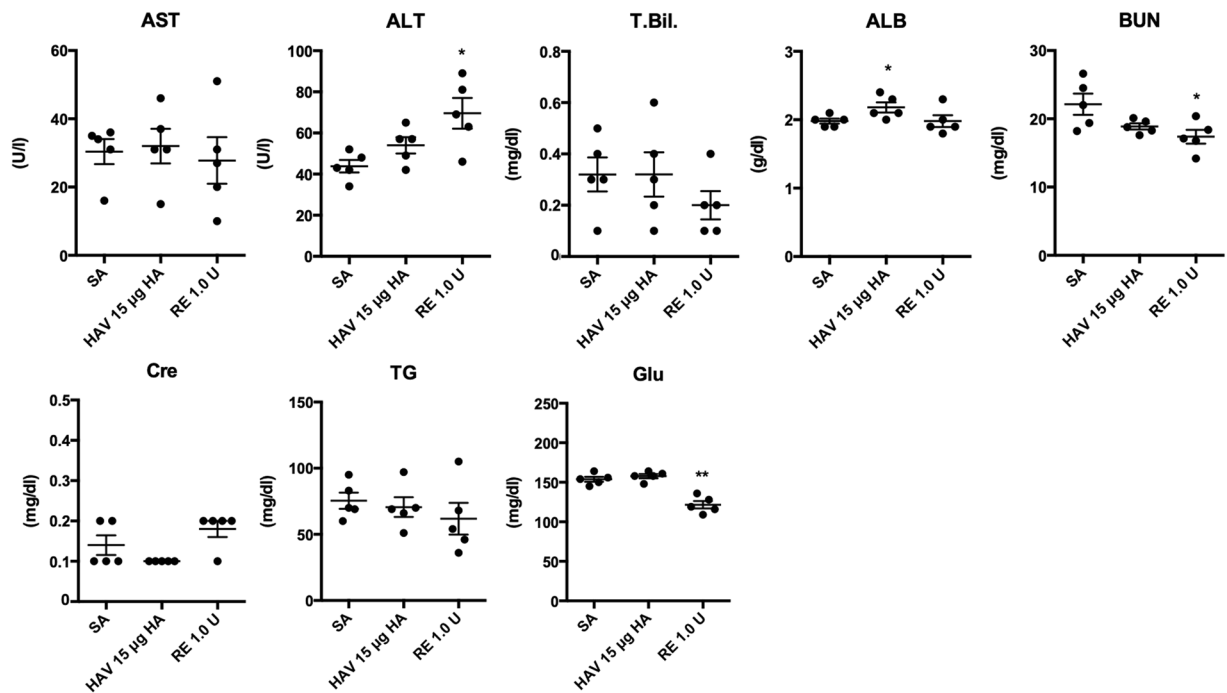 AST
60
40
20
0
(U/l)
SA
HAV 15 µg HA
RE 1.0 U
ALT
*
100
80
60
40
20
0
(U/l)
SA
HAV 15 µg HA
RE 1.0 U
T.Bil.
0.8
0.6
0.4
0.2
0
(mg/dl)
SA
HAV 15 µg HA
RE 1.0 U
ALB
*
3
2
1
0
(g/dl)
SA
HAV 15 µg HA
RE 1.0 U
BUN
*
30
20
10
0
(mg/dl)
SA
HAV 15 µg HA
RE 1.0 U
Cre
0.5
0.4
0.3
0.2
0.1
0
(mg/dl)
SA
HAV 15 µg HA
RE 1.0 U
TG
150
100
50
0
(mg/dl)
SA
HAV 15 µg HA
RE 1.0 U
Glu
**
250
200
150
100
50
0
(mg/dl)
SA
HAV 15 µg HA
RE 1.0 U